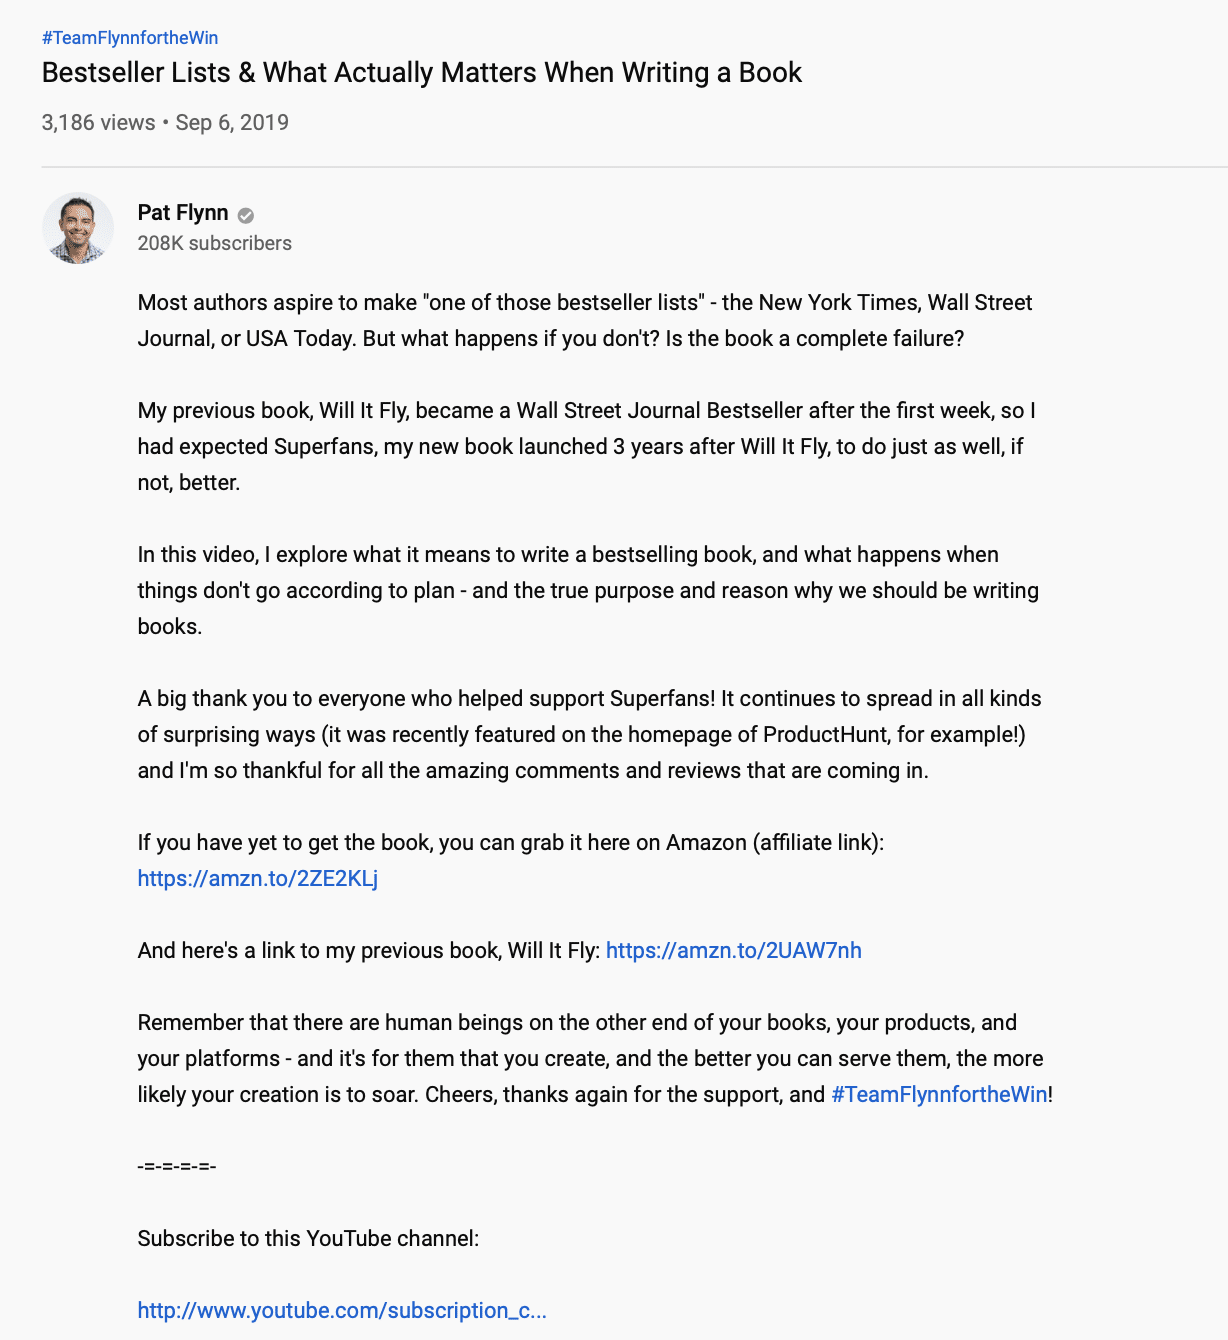 #TeamFlynnfortheWin
Bestseller Lists & What Actually Matters When Writing a Book
3,186 views • Sep 6, 2019
Pat Flynn
208K subscribers
Most authors aspire to make "one of those bestseller lists" - the New York Times, Wall Street
Journal, or USA Today. But what happens if you don't? Is the book a complete failure?
My previous book, Will It Fly, became a Wall Street Journal Bestseller after the first week, so I
had expected Superfans, my new book launched 3 years after Will It Fly, to do just as well, if
not, better.
In this video, I explore what it means to write a bestselling book, and what happens when
things don't go according to plan - and the true purpose and reason why we should be writing
books.
A big thank you to everyone who helped support Superfans! It continues to spread in all kinds
of surprising ways (it was recently featured on the homepage of ProductHunt, for example!)
and I'm so thankful for all the amazing comments and reviews that are coming in.
If you have yet to get the book, you can grab it here on Amazon (affiliate link):
https://amzn.to/2ZE2KLj
And here's a link to my previous book, Will It Fly: https://amzn.to/2UAW7nh
Remember that there are human beings on the other end of your books, your products, and
your platforms - and it's for them that you create, and the better you can serve them, the more
likely your creation is to soar. Cheers, thanks again for the support, and #TeamFlynnfortheWin!
-=-=-=-=-
Subscribe to this YouTube channel:
http://www.youtube.com/subscription_c...